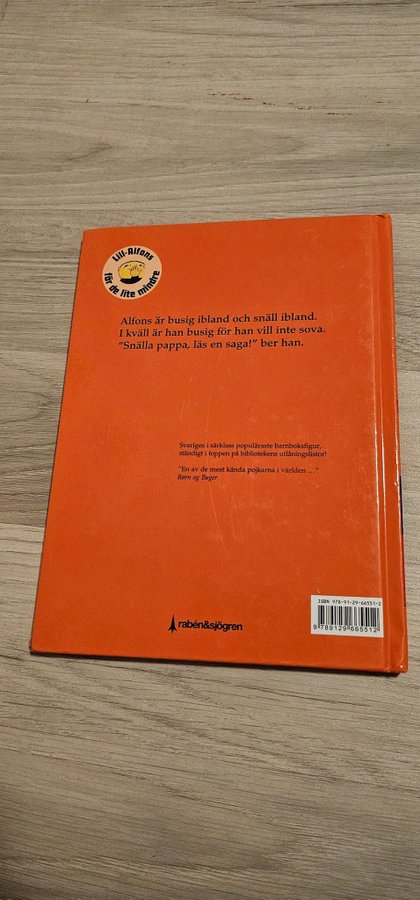 Lill-Alfons
för de lite mindre
Alfons är busig ibland och snäll ibland.
I kväll är han busig för han vill inte sova.
"Snälla pappa, läs en saga!" ber han.
Sveriges i särklass populäraste barnboksfigur,
ständigt i toppen på bibliotekens utlåningslistor!
"En av de mest kända pojkarna i världen ..."
Børn og Bøger
ISBN 978-91-29-66551-2
9 789129 665512
rabén&sjögren